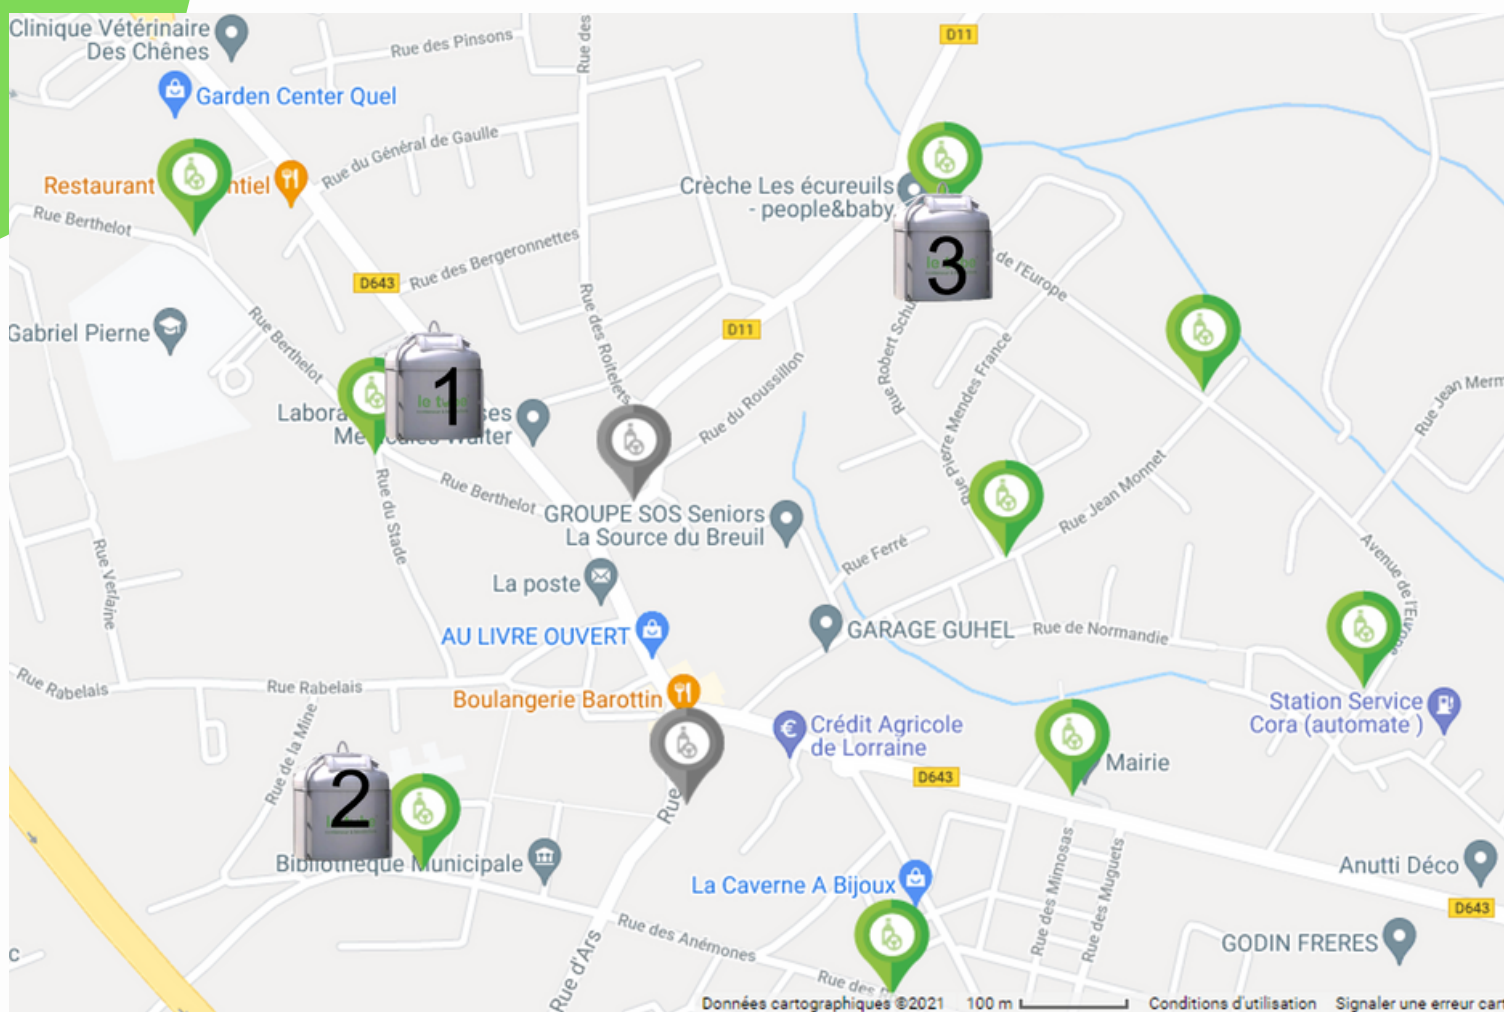 Clinique Vétérinaire
Des Chênes
Rue des Pinsons
Rue des
D11
Garden Center Quel
Rue du Général de Gaulle
Restaurant
ntiel
Crèche Les écureuils
- people&baby
Rue Berthelot
Rue des Bergeronnettes
D643
3
de l'Europe
Gabriel Pierne
Rue Berthelot
Rue des Roitelets
D11
Rue Robert Schu
Rue Pierre Mendes France
1
le tube
Labora
ses
Rue du Roussillon
Rue Jean Merm
Rue du Stade
Rue Berthelot
GROUPE SOS Seniors
La Source du Breuil
Rue Jean Monnet
Rue Verlaine
La poste
Rue Ferré
Avenue de l'Europe
AU LIVRE OUVERT
GARAGE GUHEL
Rue de Normandie
Rue Rabelais
Rue Rabelais
Boulangerie Barottin
Rue de la Mine
Crédit Agricole
de Lorraine
Station Service
Cora (automate )
Mairie
D643
2
Rue
Bibliothèque Municipale
Rue des Mimosas
Rue des Muguets
Anutti Déco
La Caverne A Bijoux
D643
Rue des Anémones
Rue d'Ars
GODIN FRERES
c
Rue des
Données cartographiques ©2021
100 m
Conditions d'utilisation
Signaler une erreur cart